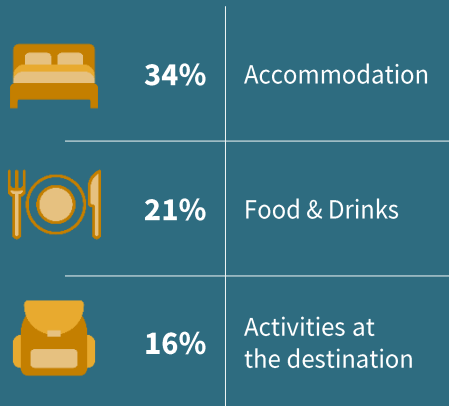 34% Accommodation
21% Food & Drinks
16% Activities at
the destination